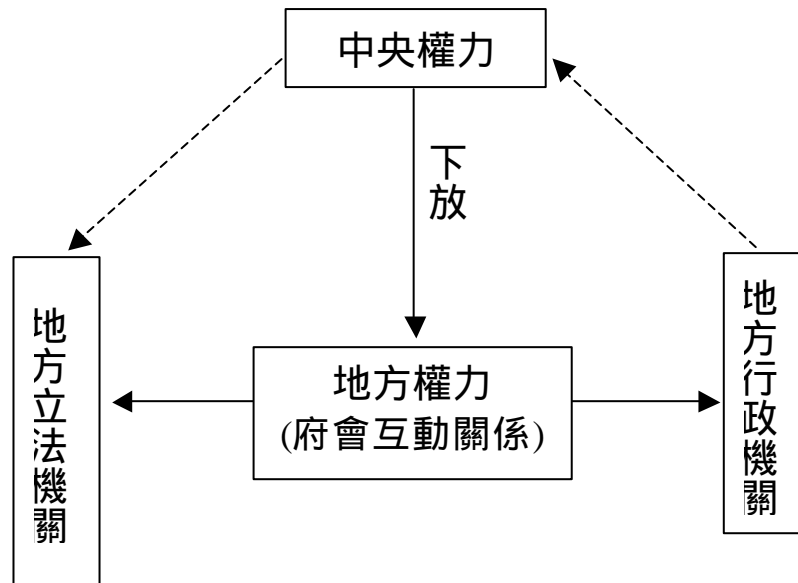 中央權力
下放
地方立法機關
地方權力
(府會互動關係)
地方行政機關